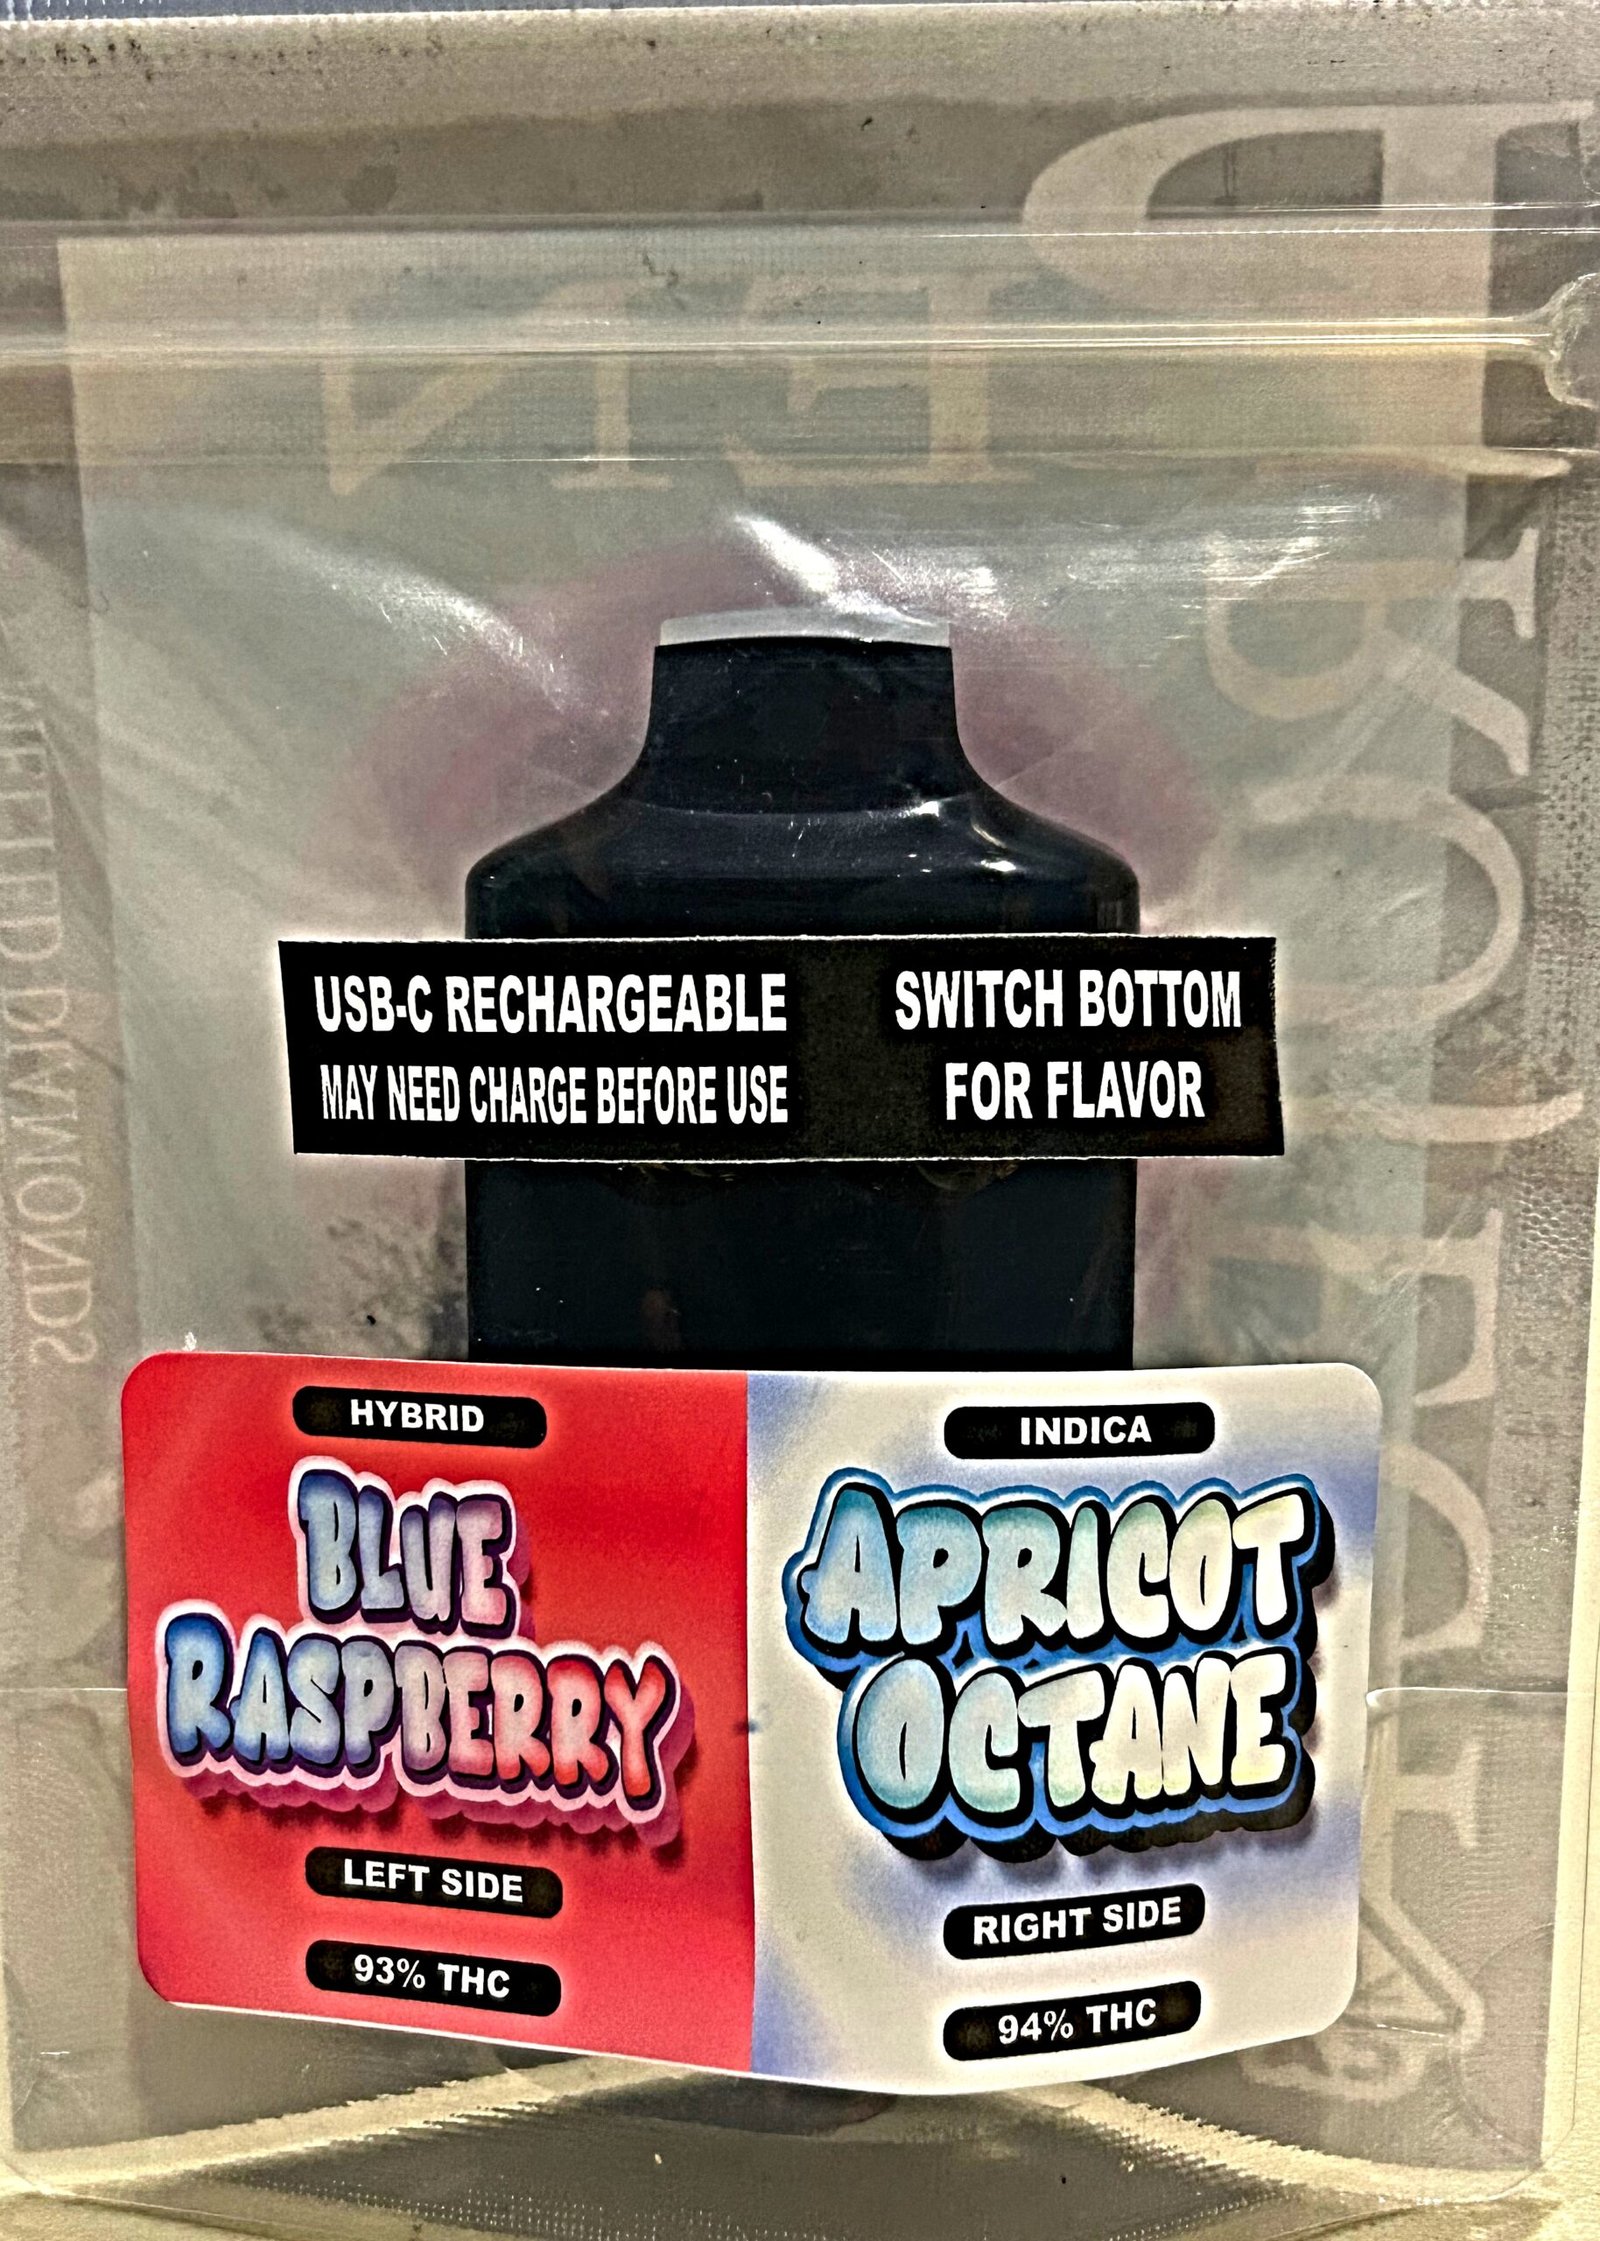 USB-C RECHARGEABLE
MAY NEED CHARGE BEFORE USE
SWITCH BOTTOM
FOR FLAVOR
HYBRID
BLUE
RASPBERRY
LEFT SIDE
93% THC
INDICA
APRICOT
OCTANE
RIGHT SIDE
94% THC